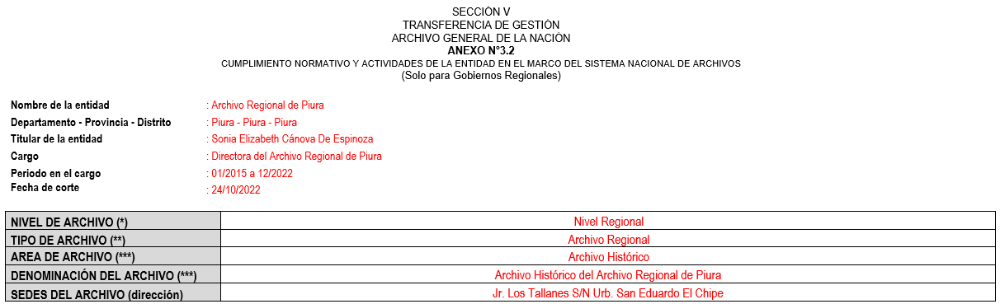 SECCIÓN V
TRANSFERENCIA DE GESTIÓN
ARCHIVO GENERAL DE LA NACIÓN
ANEXO N°3.2
CUMPLIMIENTO NORMATIVO Y ACTIVIDADES DE LA ENTIDAD EN EL MARCO DEL SISTEMA NACIONAL DE ARCHIVOS
(Solo para Gobiernos Regionales)
Nombre de la entidad : Archivo Regional de Piura
Departamento - Provincia - Distrito : Piura - Piura - Piura
Titular de la entidad : Sonia Elizabeth Cánova De Espinoza
Cargo : Directora del Archivo Regional de Piura
Periodo en el cargo : 01/2015 a 12/2022
Fecha de corte : 24/10/2022
NIVEL DE ARCHIVO (*) Nivel Regional
TIPO DE ARCHIVO (**) Archivo Regional
AREA DE ARCHIVO (***) Archivo Histórico
DENOMINACIÓN DEL ARCHIVO (***) Archivo Histórico del Archivo Regional de Piura
SEDES DEL ARCHIVO (dirección) Jr. Los Tallanes S/N Urb. San Eduardo El Chipe